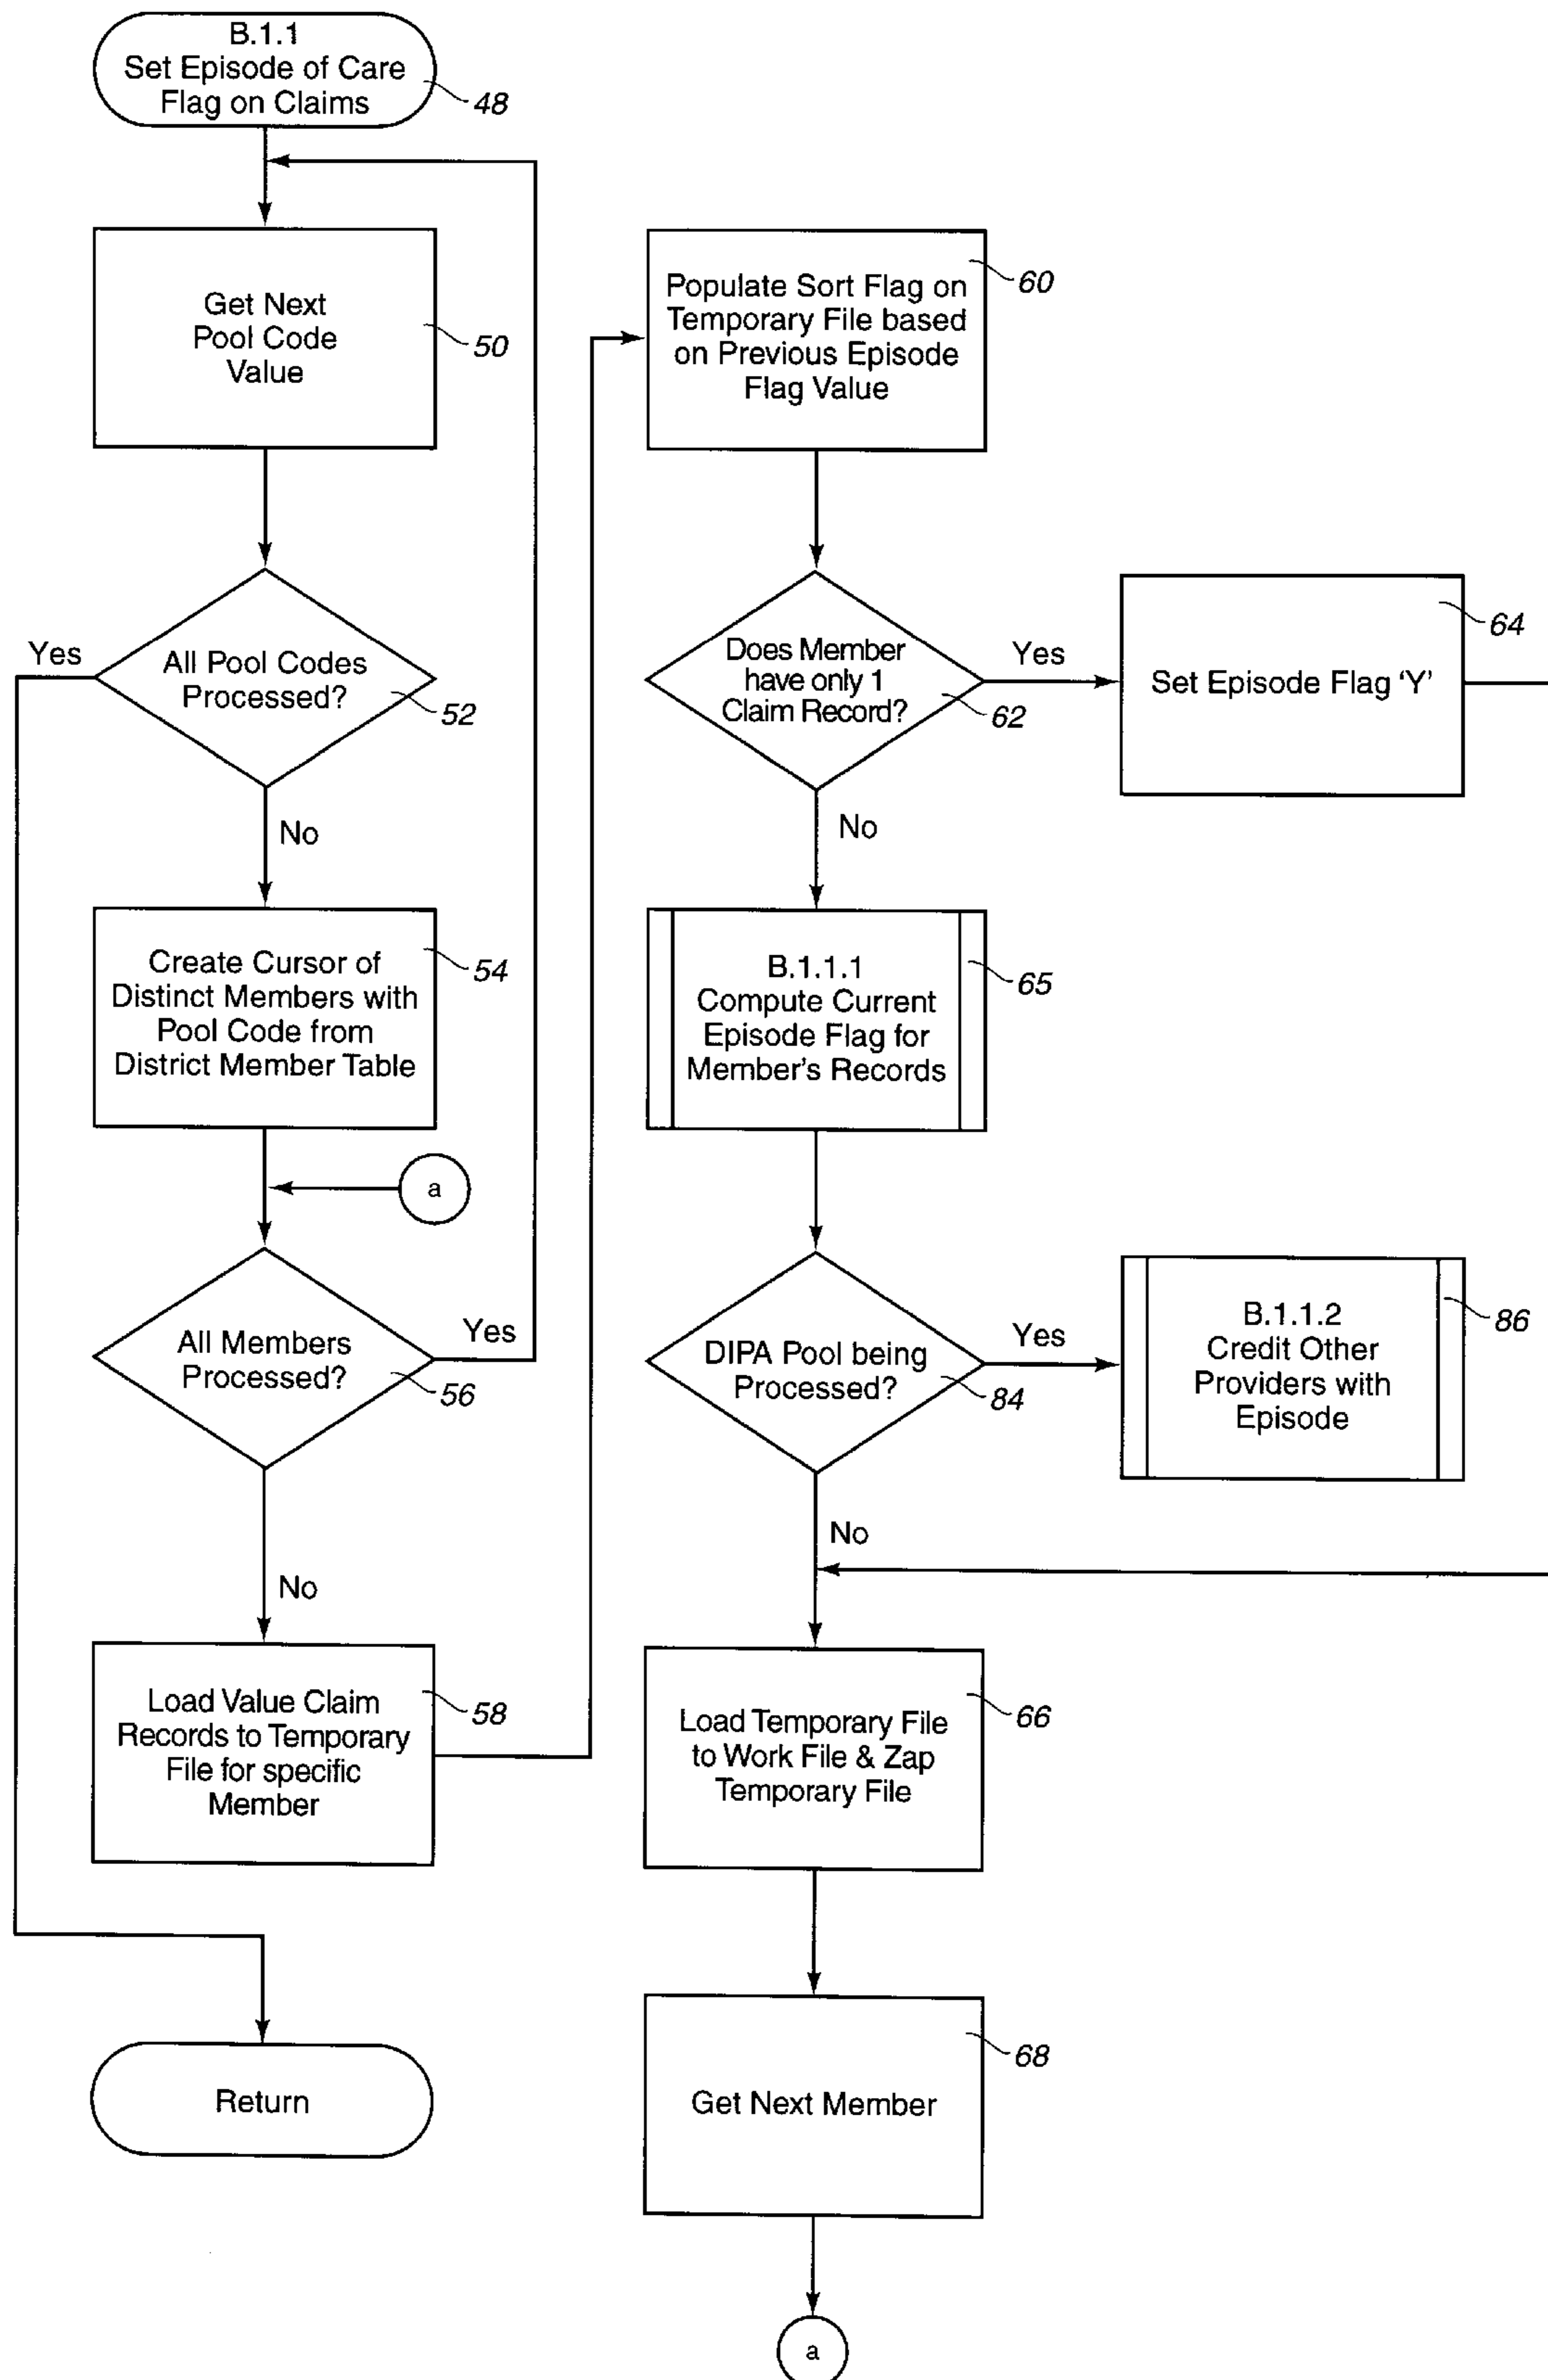 B.1.1
Set Episode of Care
Flag on Claims
48
Get Next
Pool Code
Value
50
Yes
All Pool Codes
Processed?
52
No
Create Cursor of
Distinct Members with
Pool Code from
District Member Table
54
a
All Members
Processed?
56
Yes
No
Load Value Claim
Records to Temporary
File for specific
Member
58
Return
Populate Sort Flag on
Temporary File based
on Previous Episode
Flag Value
60
Does Member
have only 1
Claim Record?
62
Yes
Set Episode Flag ‘Y’
64
No
B.1.1.1
Compute Current
Episode Flag for
Member’s Records
65
DIPA Pool being
Processed?
84
Yes
B.1.1.2
Credit Other
Providers with
Episode
86
No
Load Temporary File
to Work File & Zap
Temporary File
66
Get Next Member
68
a